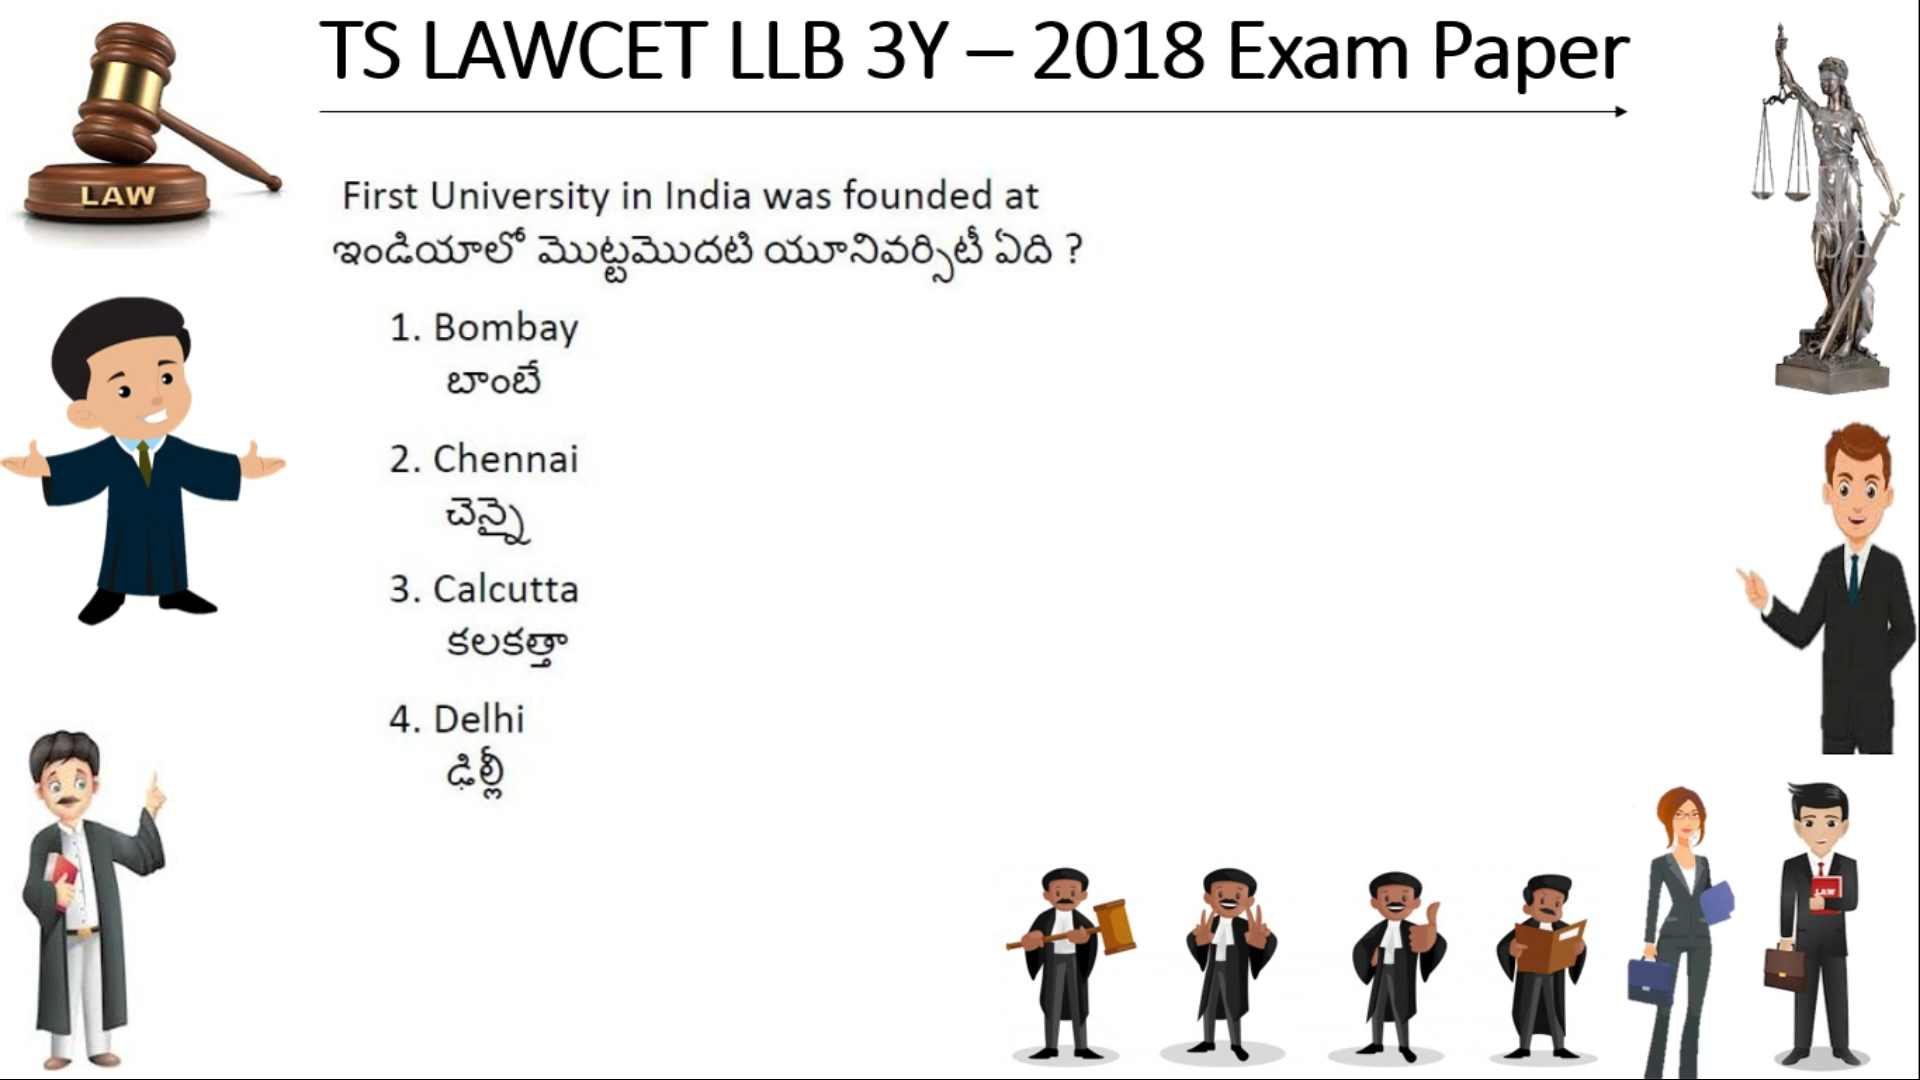 TS LAWCET LLB 3Y – 2018 Exam Paper
LAW
First University in India was founded at
ఇండియాలో మొట్టమొదటి యూనివర్సిటీ ఏది ?
1. Bombay
బాంబే
2. Chennai
చెన్నై
3. Calcutta
కలకత్తా
4. Delhi
ఢిల్లీ
LAW